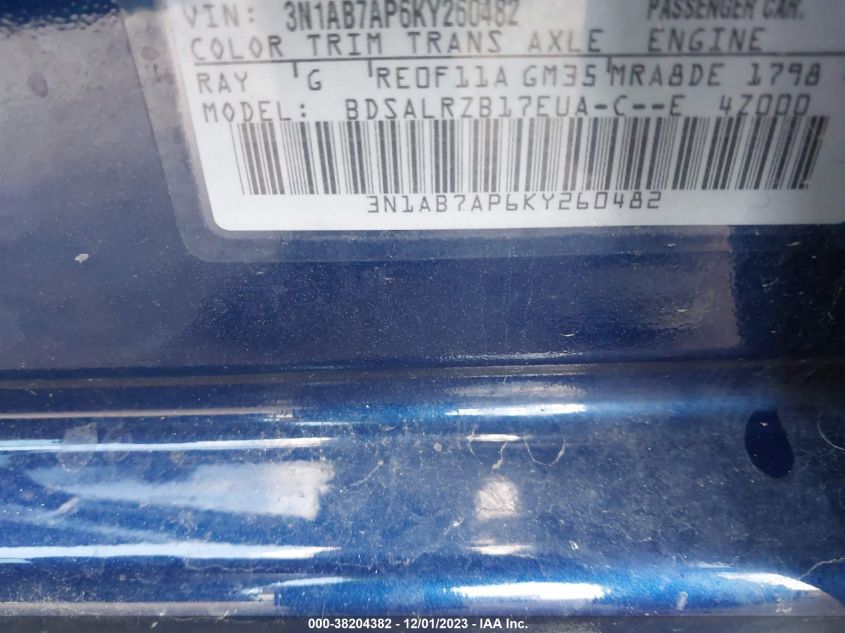 VIN: 3N1AB7AP6KY260482 PASSENGER CAR.
COLOR TRIM TRANS AXLE ENGINE
RAY G RE0F11A GM35 MRA8DE 1798
MODEL: BDSALRZB17EUA-C--E 4Z000
3N1AB7AP6KY260482
000-38204382 - 12/01/2023 - IAA Inc.